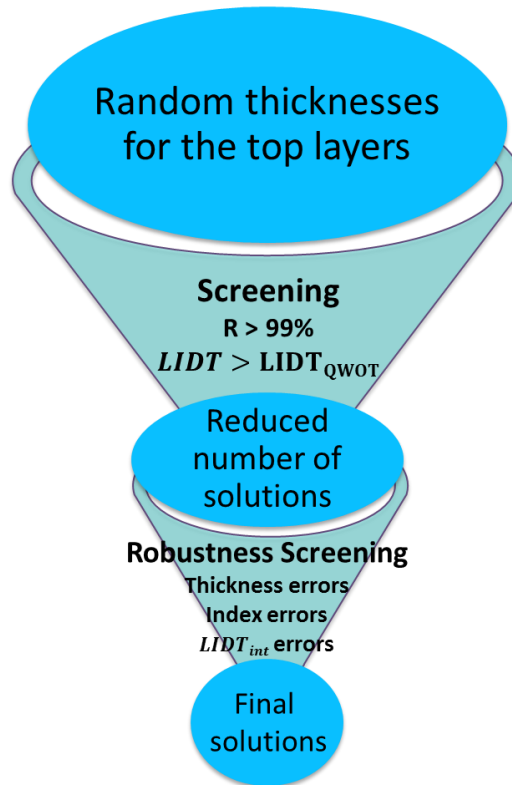 Random thicknesses
for the top layers
Screening
R > 99%
LIDT > LIDT_QWOT
Reduced
number of
solutions
Robustness Screening
Thickness errors
Index errors
LIDT_int errors
Final
solutions